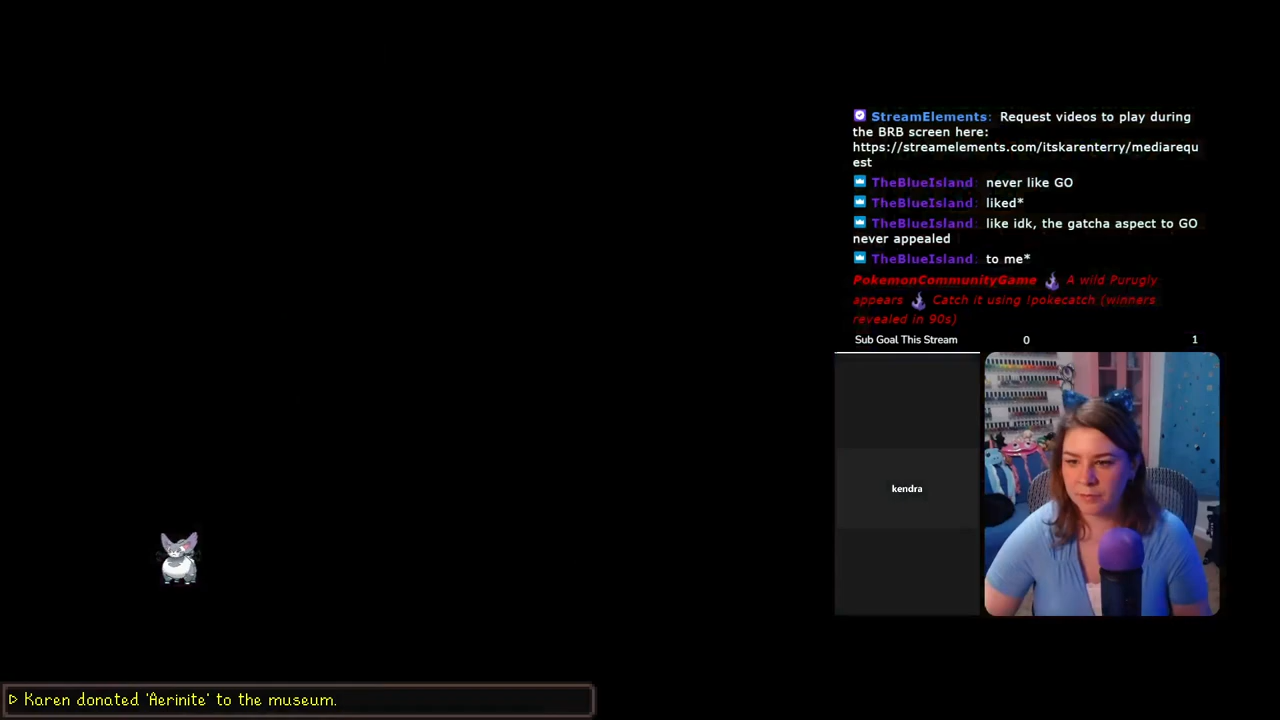 StreamElements: Request videos to play during
the BRB screen here:
https://streamelements.com/itskarenterry/mediarequ
est
TheBlueIsland: never like GO
TheBlueIsland: liked*
TheBlueIsland: like idk, the gatcha aspect to GO
never appealed
TheBlueIsland: to me*
PokemonCommunityGame A wild Purugly
appears Catch it using !pokecatch (winners
revealed in 90s)
Sub Goal This Stream 0 1
kendra
Karen donated 'Aerinite' to the museum.